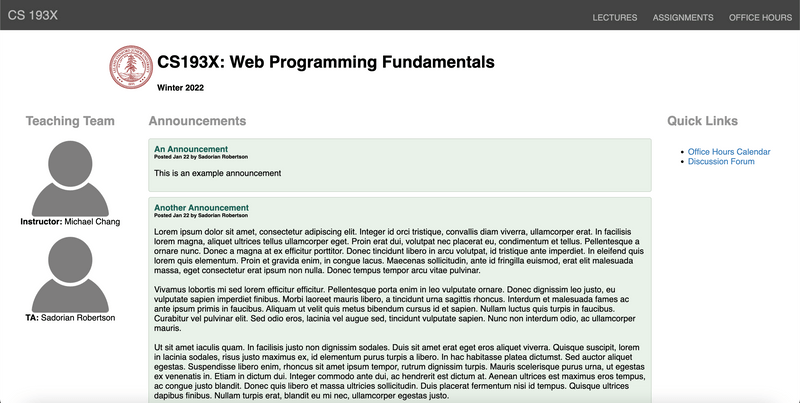 CS 193X
LECTURES ASSIGNMENTS OFFICE HOURS
CS193X: Web Programming Fundamentals
Winter 2022
Teaching Team
Instructor: Michael Chang
TA: Sadorian Robertson
Announcements
An Announcement
Posted Jan 22 by Sadorian Robertson
This is an example announcement
Another Announcement
Posted Jan 22 by Sadorian Robertson
Lorem ipsum dolor sit amet, consectetur adipiscing elit. Integer id orci tristique, convallis diam viverra, ullamcorper erat. In facilisis
lorem magna, aliquet ultrices tellus ullamcorper eget. Proin erat dui, volutpat nec placerat eu, condimentum et tellus. Pellentesque a
ornare nunc. Donec a magna at ex efficitur porttitor. Donec tincidunt libero in arcu volutpat, id tristique ante imperdiet. In eleifend quis
lorem quis elementum. Proin et gravida enim, in congue lacus. Maecenas sollicitudin, ante id fringilla euismod, erat elit malesuada
massa, eget consectetur erat ipsum non nulla. Donec tempus tempor arcu vitae pulvinar.
Vivamus lobortis mi sed lorem efficitur efficitur. Pellentesque porta enim in leo vulputate ornare. Donec dignissim leo justo, eu
vulputate sapien imperdiet finibus. Morbi laoreet mauris libero, a tincidunt urna sagittis rhoncus. Interdum et malesuada fames ac
ante ipsum primis in faucibus. Aliquam ut velit quis metus bibendum cursus id et sapien. Nullam luctus quis turpis in faucibus.
Curabitur vel pulvinar elit. Sed odio eros, lacinia vel augue sed, tincidunt vulputate sapien. Nunc non interdum odio, ac ullamcorper
mauris.
Ut sit amet iaculis quam. In facilisis justo non dignissim sodales. Duis sit amet erat eget eros aliquet viverra. Quisque suscipit, lorem
in lacinia sodales, risus justo maximus ex, id elementum purus turpis a libero. In hac habitasse platea dictumst. Sed auctor aliquet
egestas. Suspendisse libero enim, rhoncus sit amet ipsum tempor, rutrum dignissim turpis. Mauris scelerisque purus urna, ut egestas
ex venenatis in. Etiam in dictum dui. Integer commodo ante dui, ac hendrerit est dictum at. Aenean ultrices est maximus eros tempus,
ac congue justo blandit. Donec quis libero et massa ultricies sollicitudin. Duis placerat fermentum nisi id tempus. Quisque ultrices
dapibus finibus. Nullam turpis erat, blandit eu mi nec, ullamcorper egestas justo.
Quick Links
Office Hours Calendar
Discussion Forum